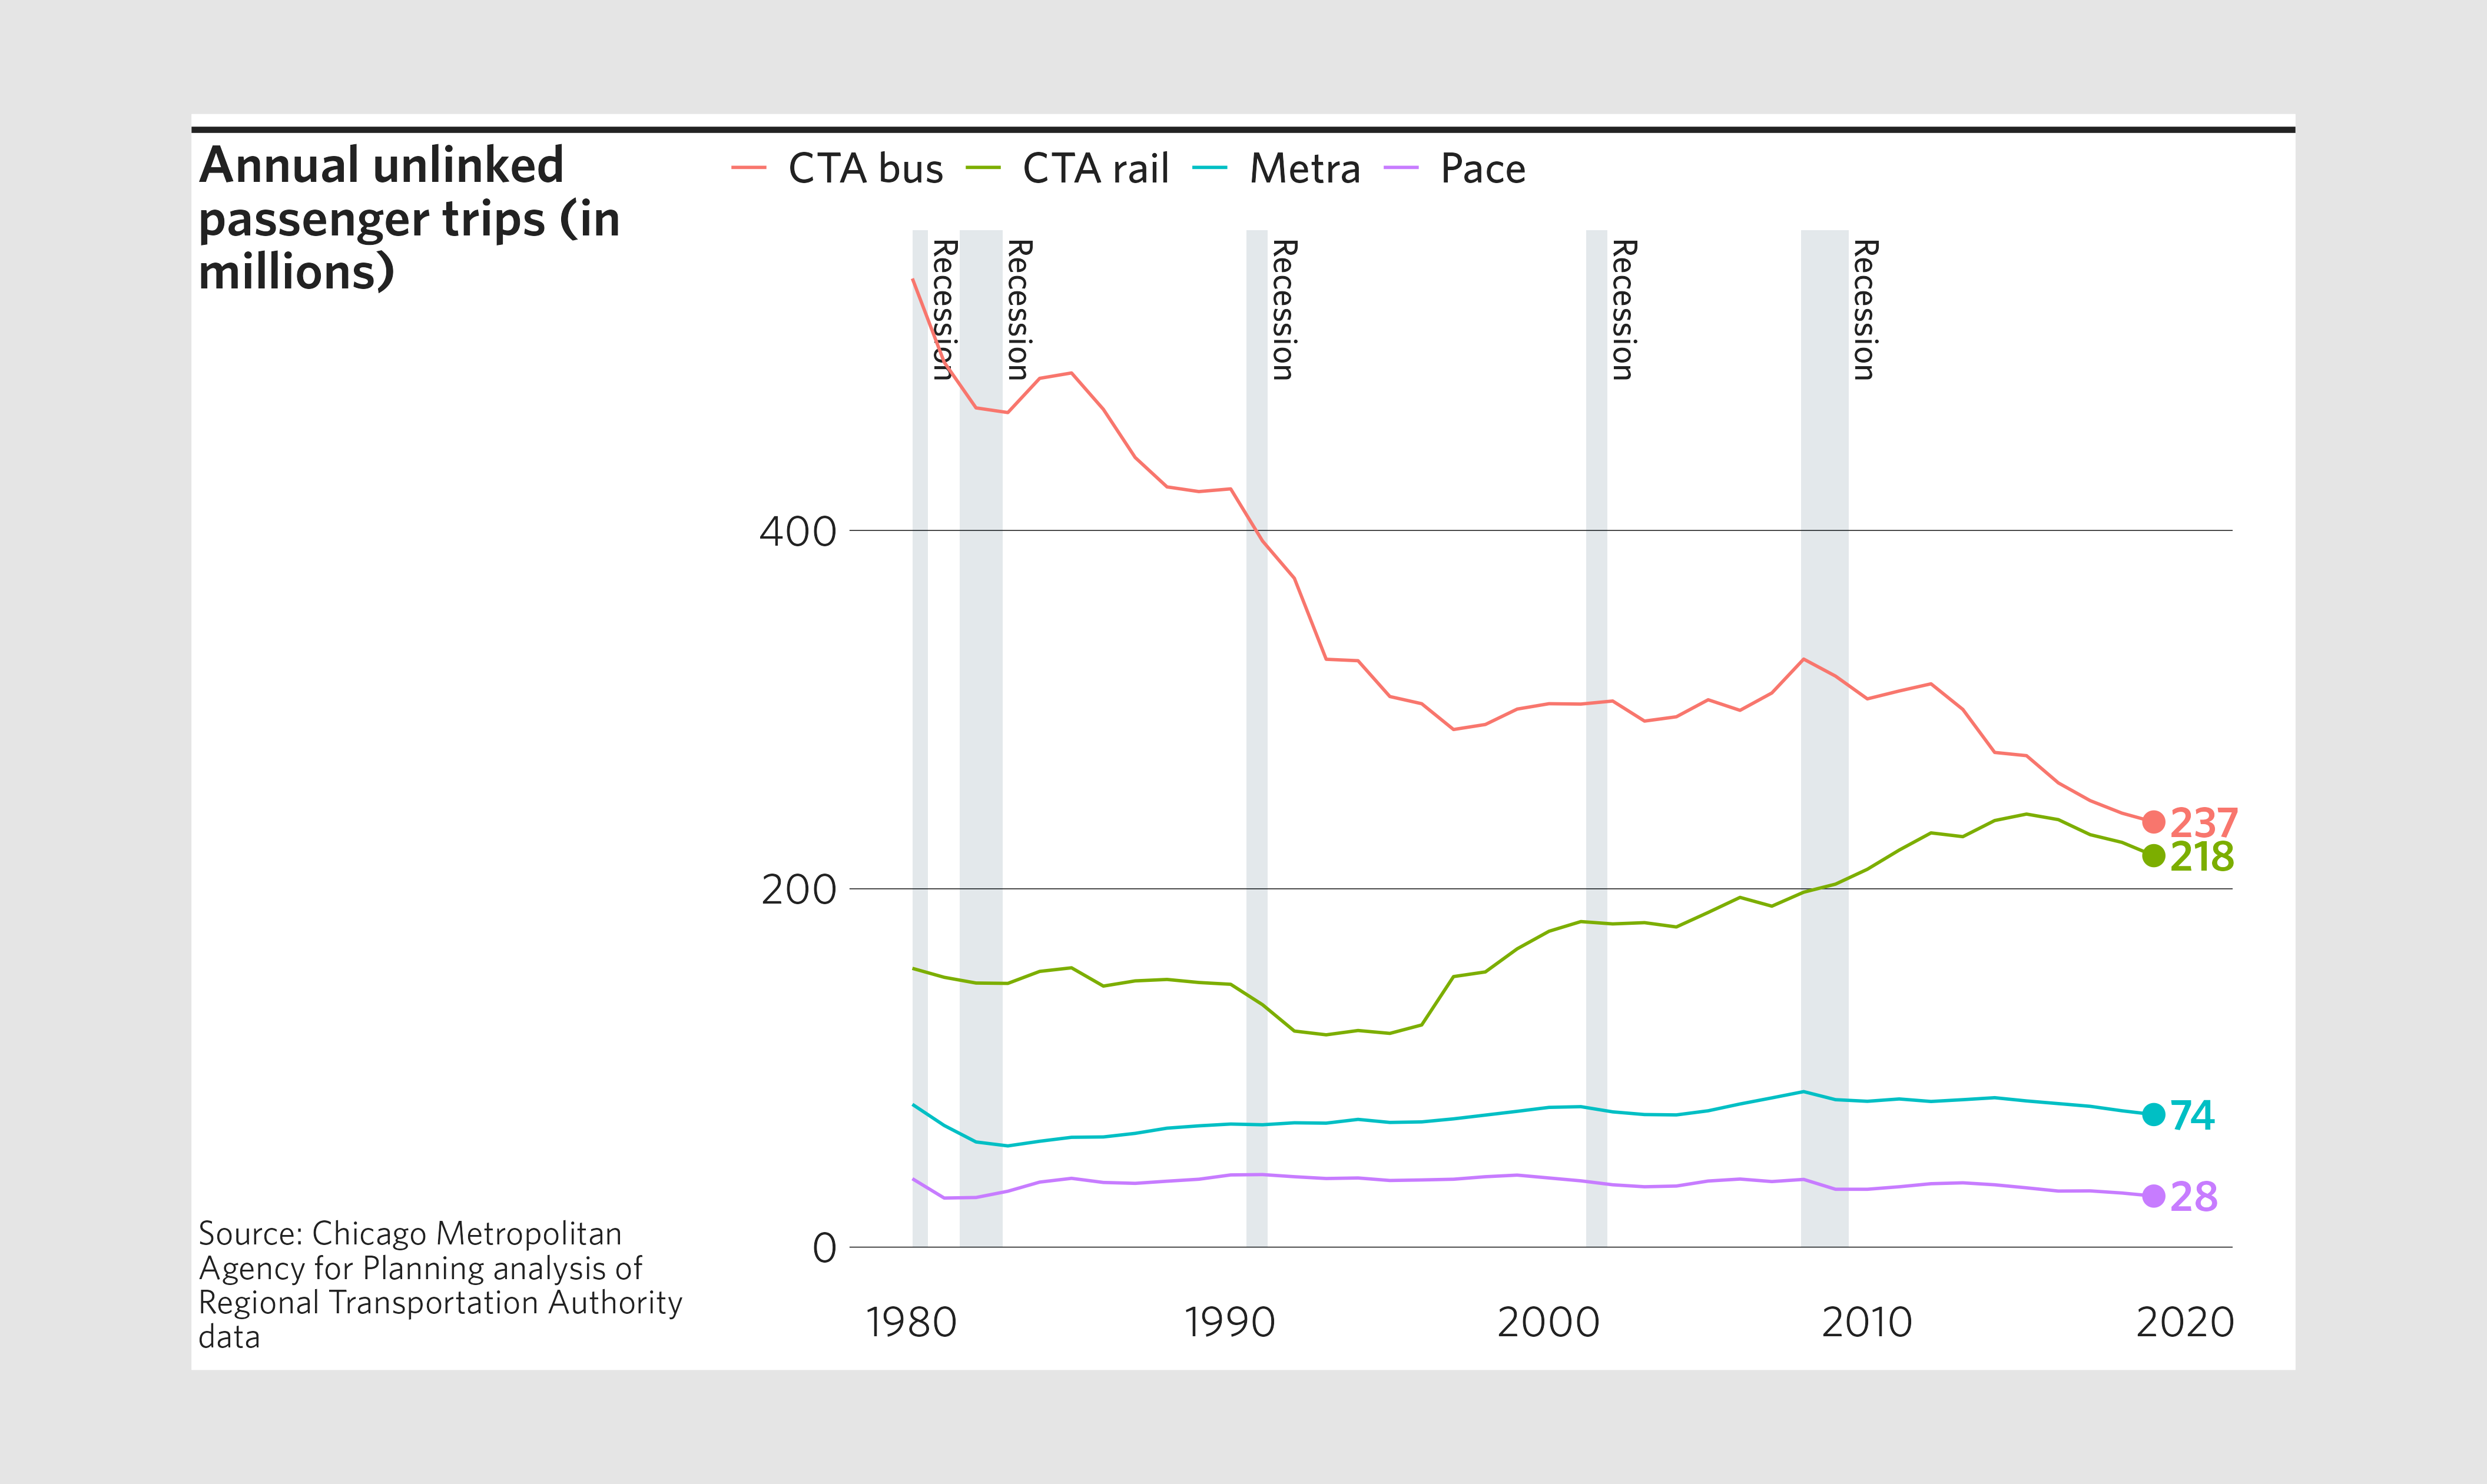 Annual unlinked
passenger trips (in
millions)
CTA bus CTA rail Metra Pace
Recession Recession Recession Recession Recession
400
200
0
237
218
74
28
1980 1990 2000 2010 2020
Source: Chicago Metropolitan
Agency for Planning analysis of
Regional Transportation Authority
data